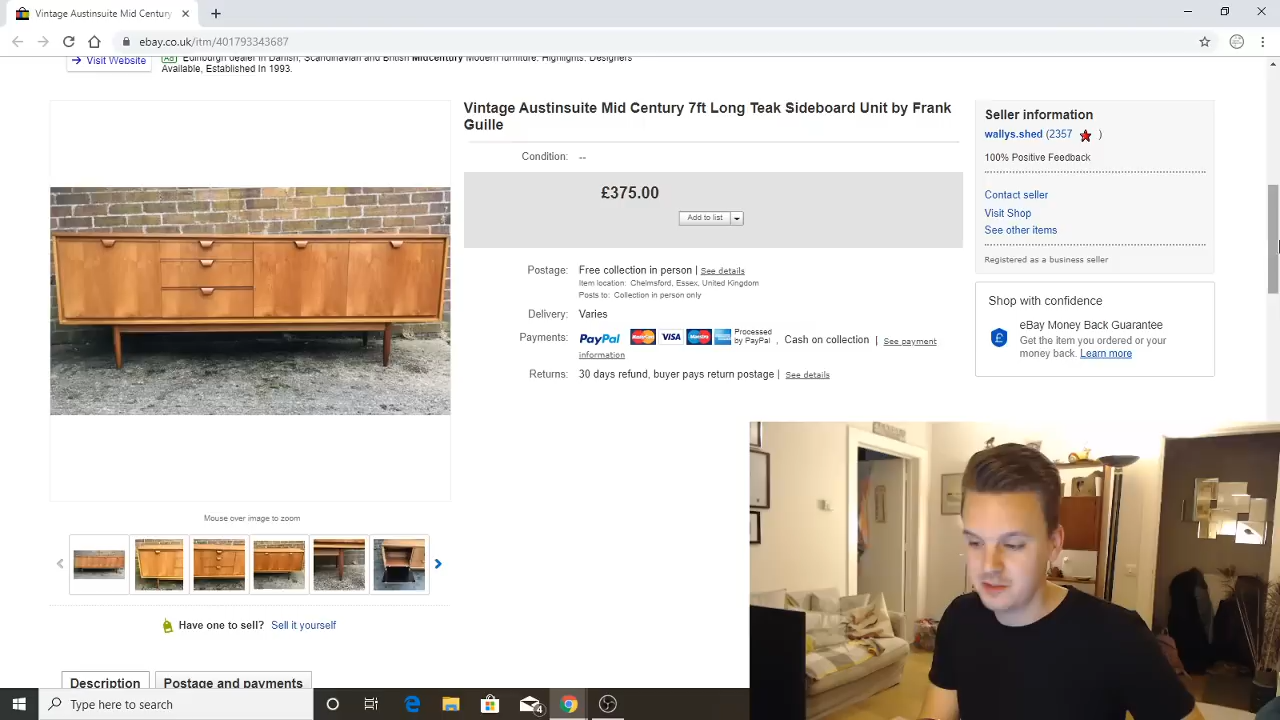 Vintage Austinsuite Mid Century
ebay.co.uk/itm/401793343687
Visit Website
Ad Edinburgh dealer in Danish, Scandinavian and British Midcentury Modern furniture. Highlights: Designers
Available, Established In 1993.
Vintage Austinsuite Mid Century 7ft Long Teak Sideboard Unit by Frank
Guille
Condition: --
£375.00
Add to list
Postage: Free collection in person | See details
Item location: Chelmsford, Essex, United Kingdom
Posts to: Collection in person only
Delivery: Varies
Payments: PayPal MasterCard VISA Maestro Processed by PayPal , Cash on collection | See payment
information
Returns: 30 days refund, buyer pays return postage | See details
Seller information
wallys.shed (2357 )
100% Positive Feedback
Contact seller
Visit Shop
See other items
Registered as a business seller
Shop with confidence
£
eBay Money Back Guarantee
Get the item you ordered or your
money back. Learn more
Mouse over image to zoom
Have one to sell? Sell it yourself
Description
Postage and payments
Type here to search
4